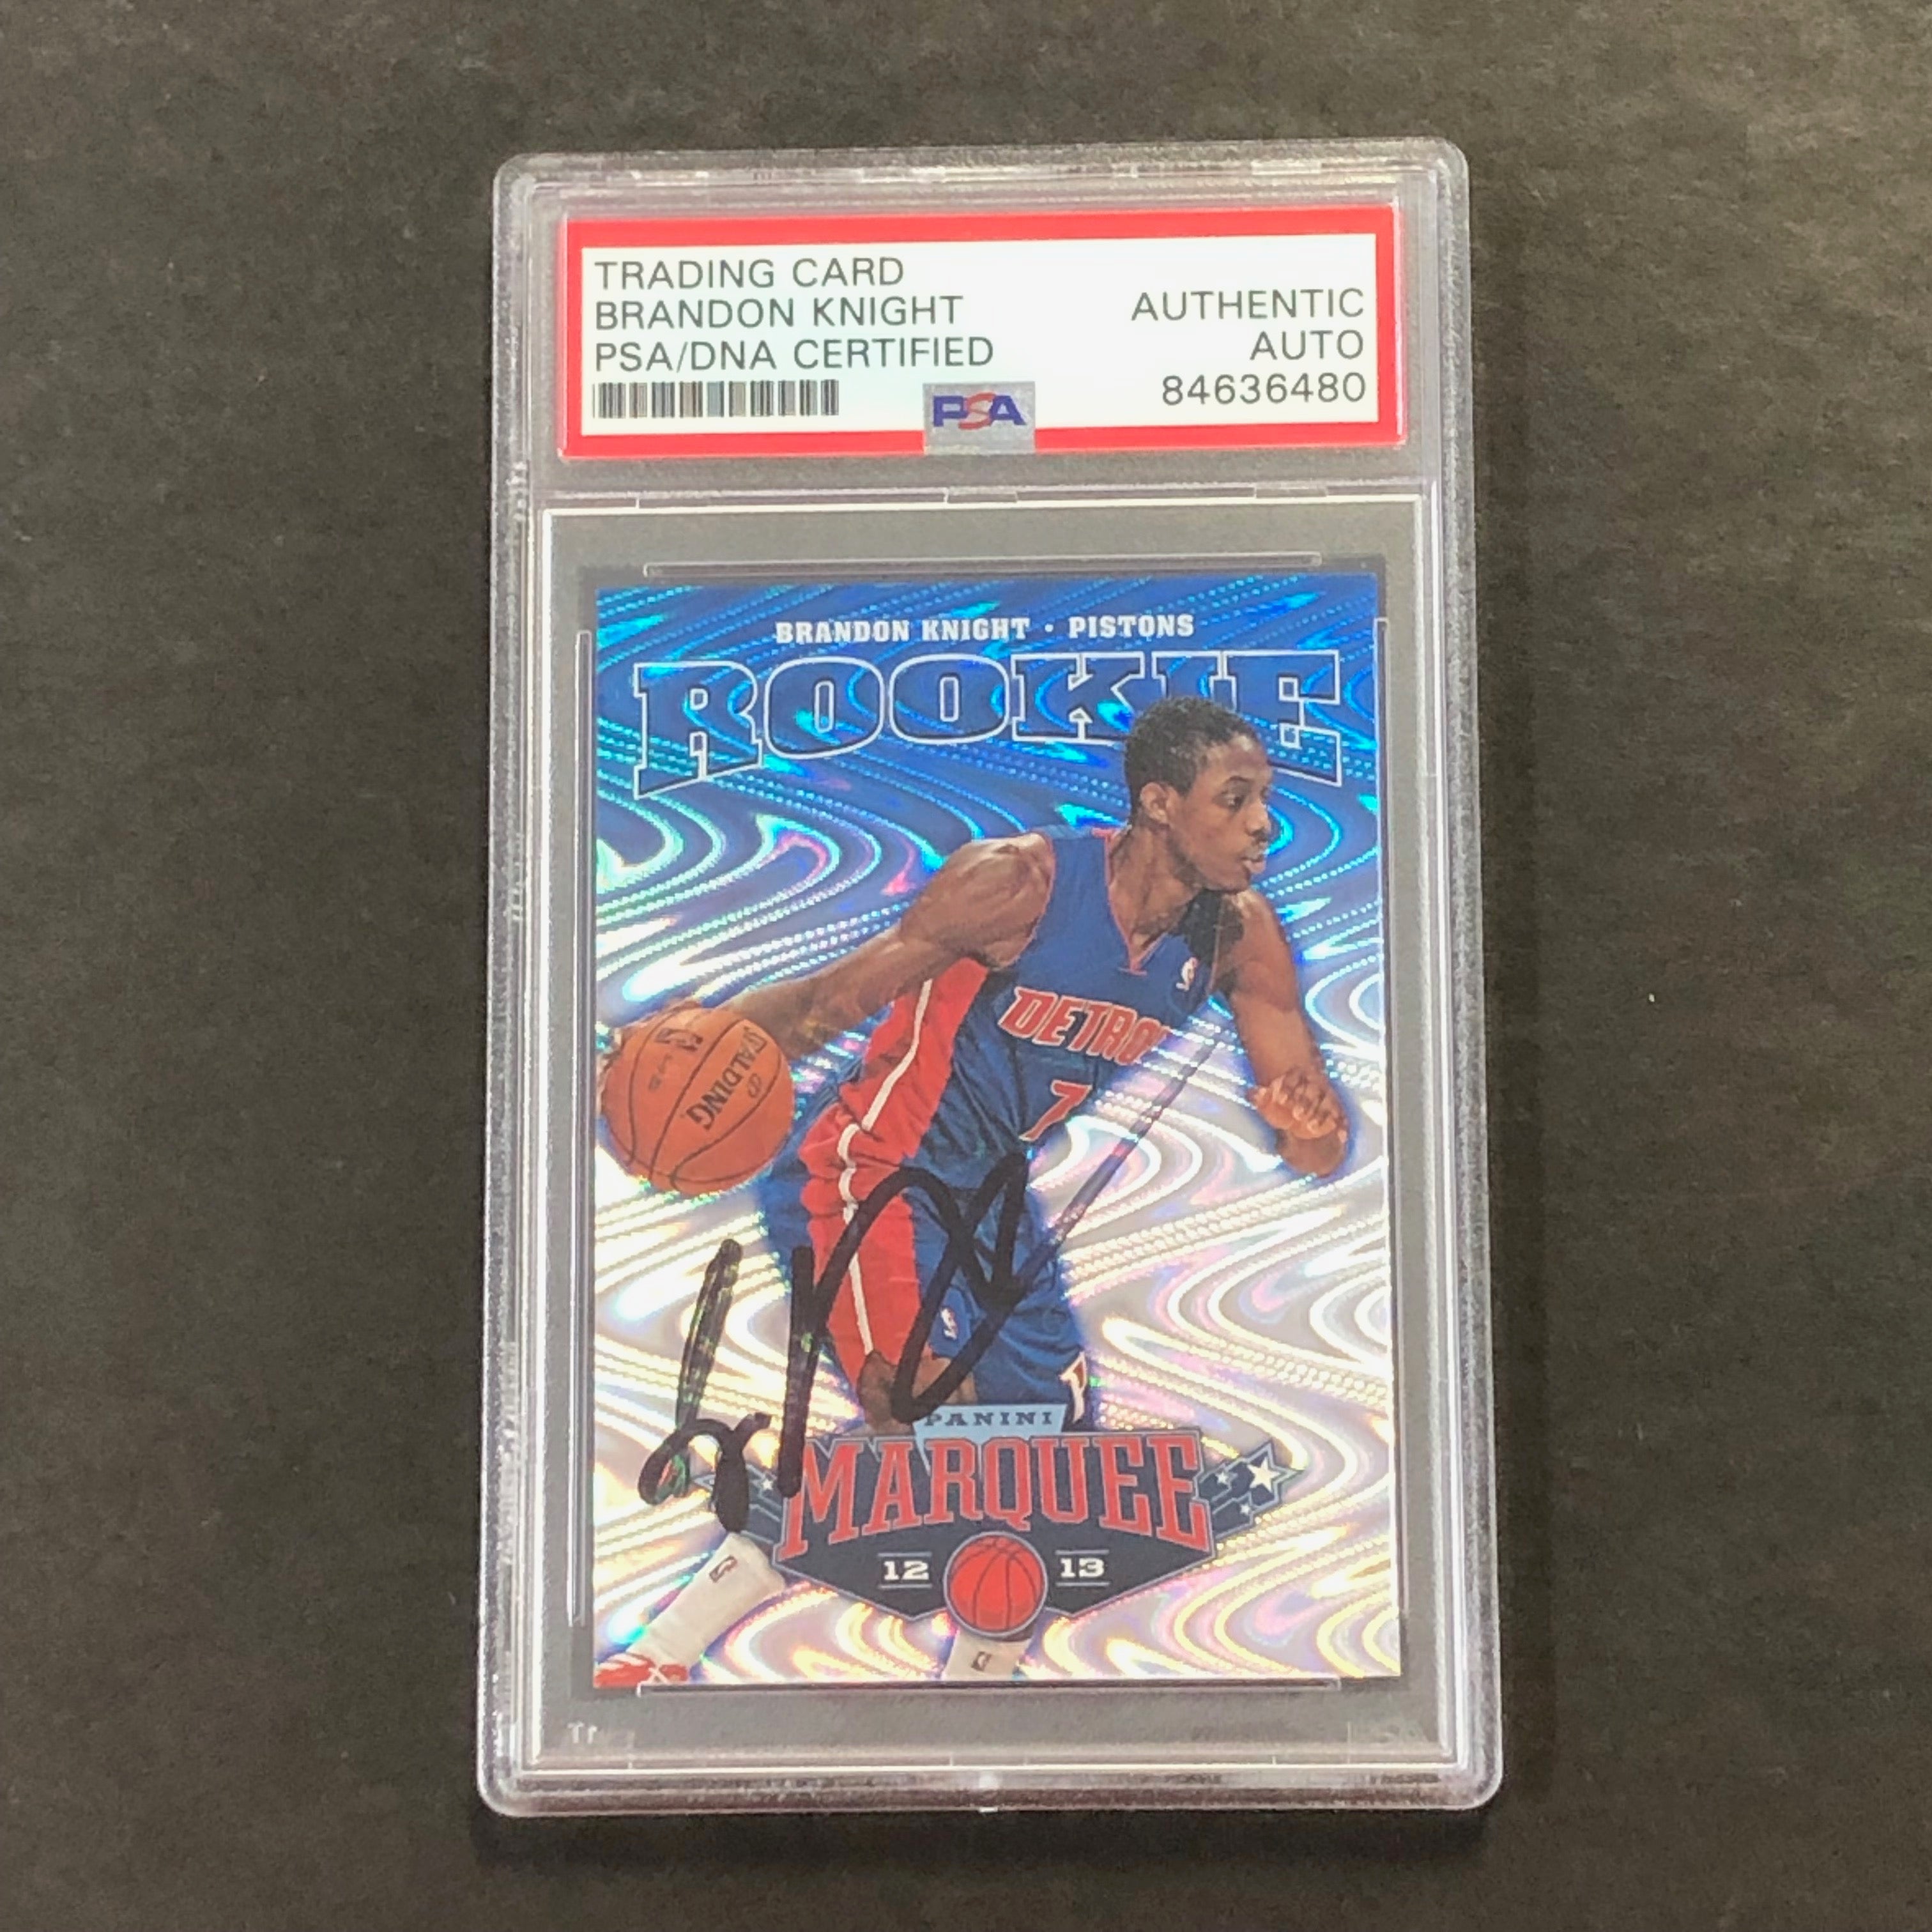 TRADING CARD
BRANDON KNIGHT
PSA/DNA CERTIFIED
AUTHENTIC
AUTO
84636480
PSA
BRANDON KNIGHT · PISTONS
ROOKIE
DETRO
7
SPALDING
PANINI
MARQUEE
12 13